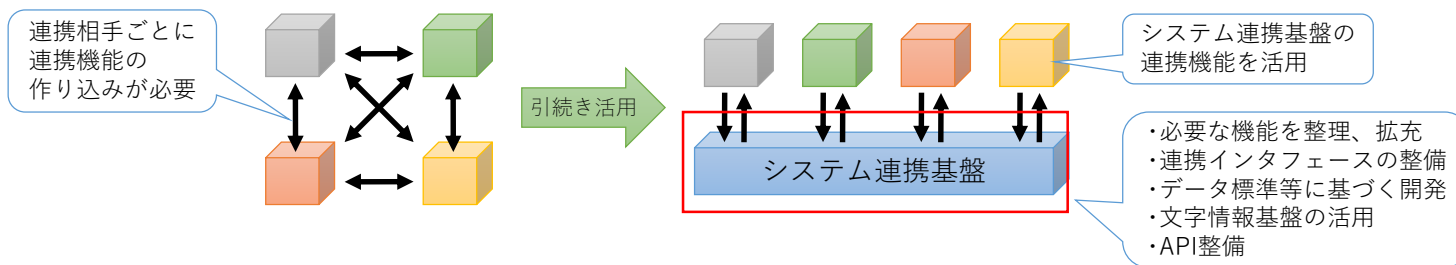 連携相手ごとに
連携機能の
作り込みが必要
引続き活用
システム連携基盤の
連携機能を活用
システム連携基盤
・必要な機能を整理、拡充
・連携インタフェースの整備
・データ標準等に基づく開発
・文字情報基盤の活用
・API整備